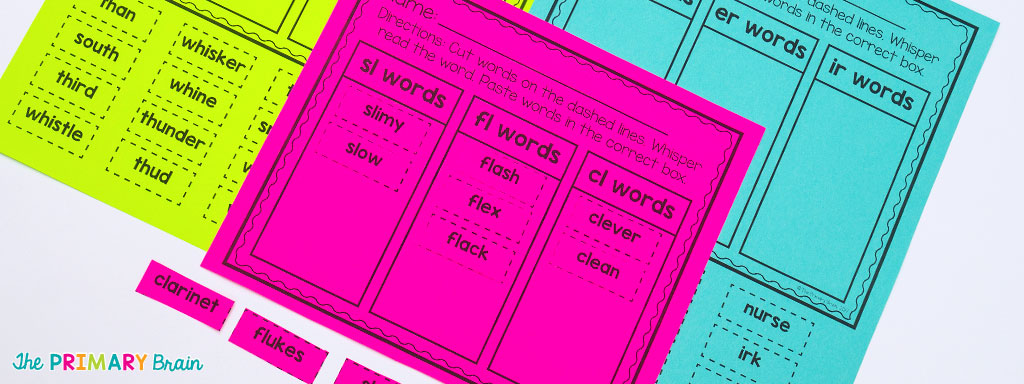 than
south
third
whistle
whisker
whine
thunder
thud
Name:
Directions: Cut words on the dashed lines. Whisper
read the word. Paste words in the correct box.
sl words
slimy
slow
fl words
flash
flex
flack
cl words
clever
clean
dashed lines. Whisper
words in the correct box.
er words
ir words
nurse
irk
clarinet
flukes
The PRIMARY Brain